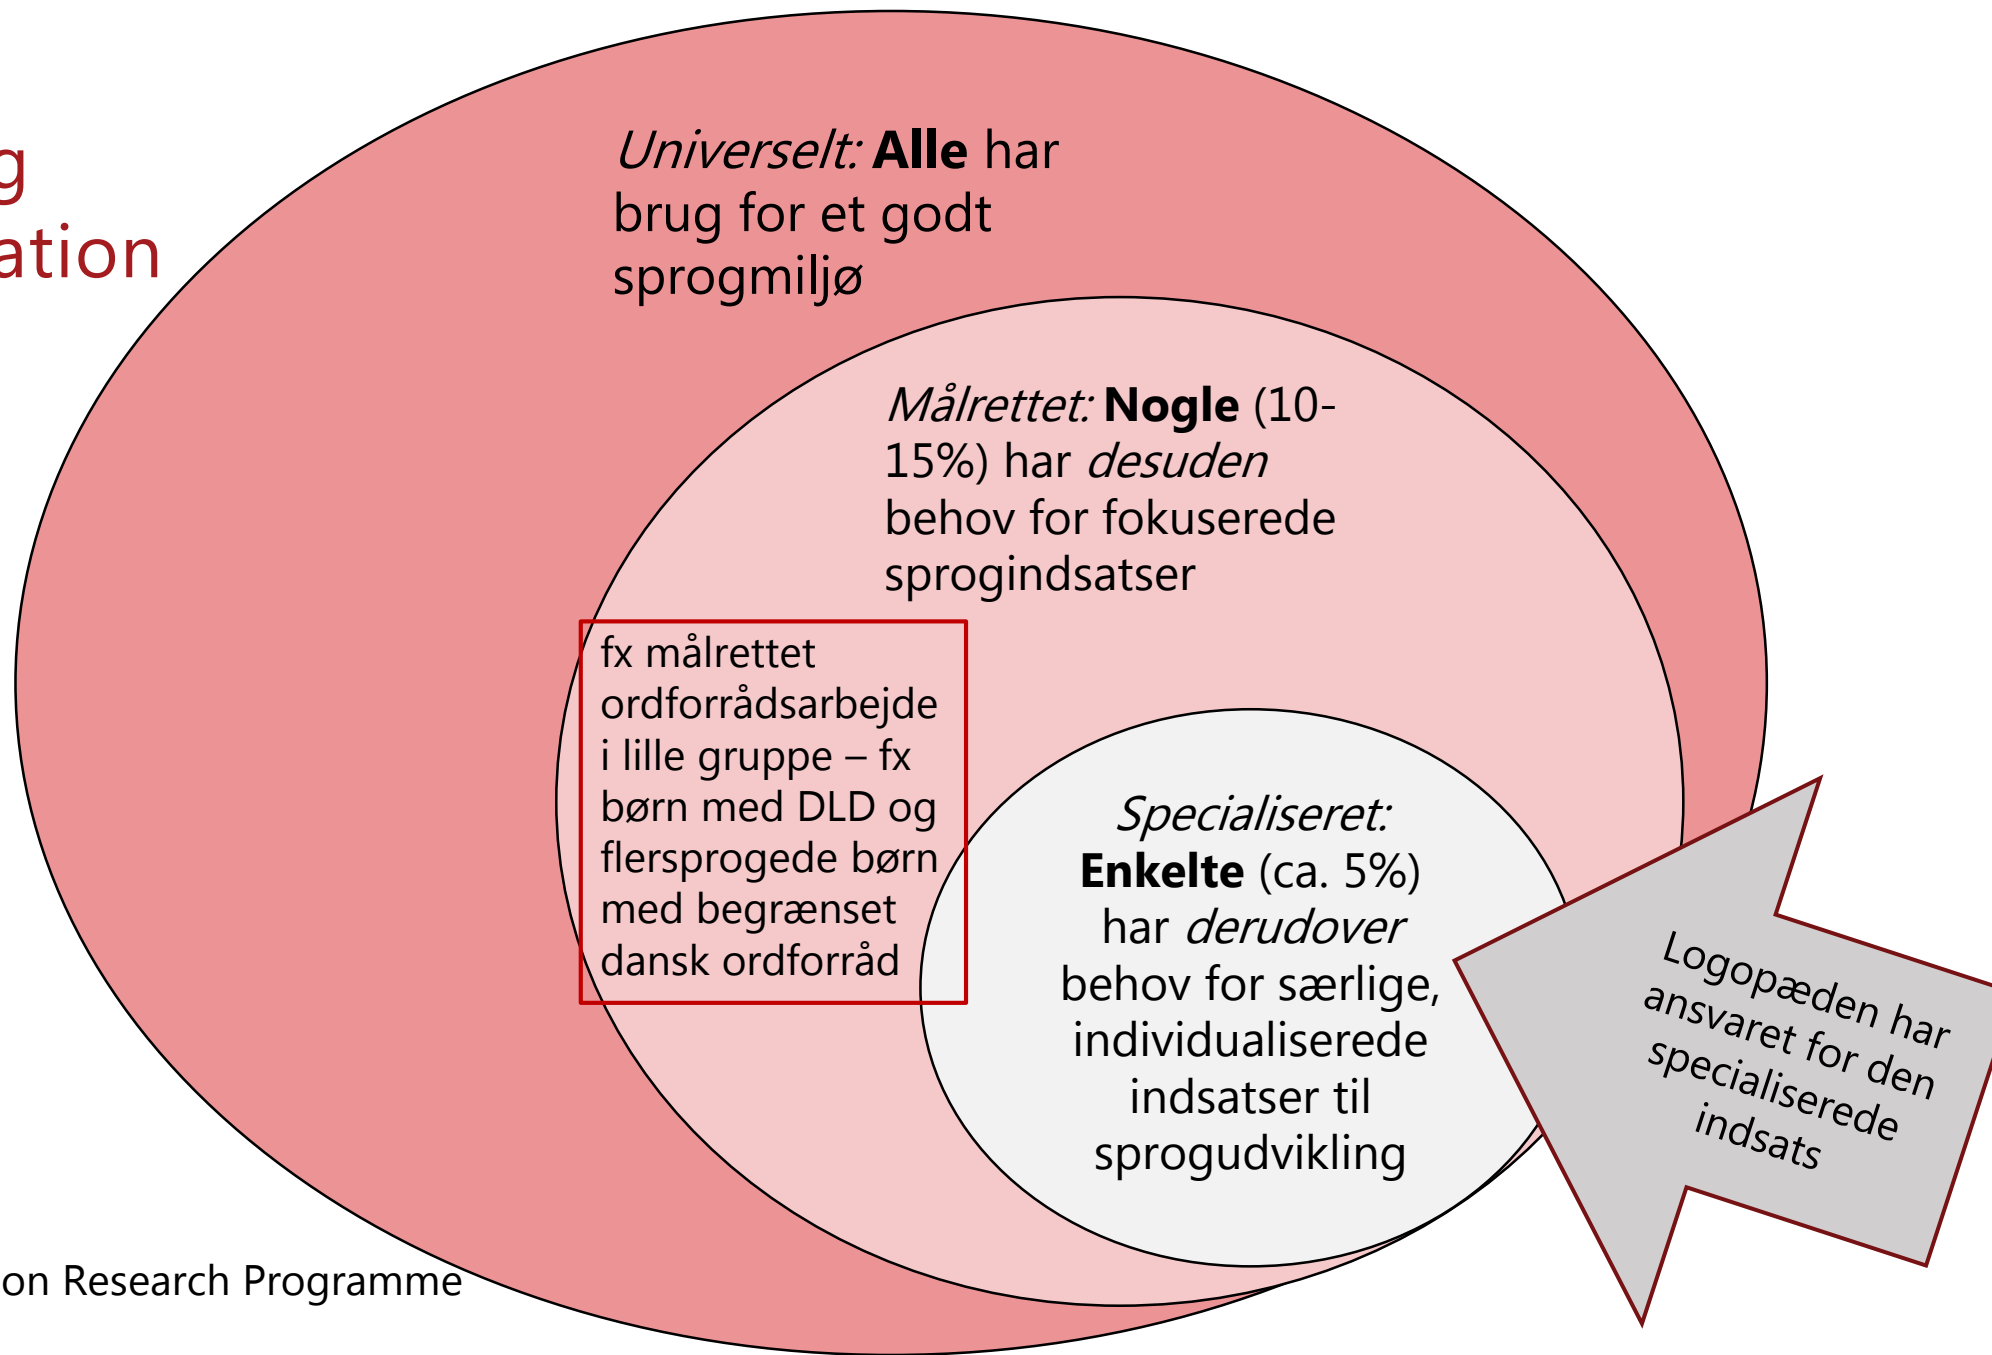 g
ation
Universelt: Alle har
brug for et godt
sprogmiljø
Målrettet: Nogle (10-
15%) har desuden
behov for fokuserede
sprogindsatser
fx målrettet
ordforrådsarbejde
i lille gruppe – fx
børn med DLD og
flersprogede børn
med begrænset
dansk ordforråd
Specialiseret:
Enkelte (ca. 5%)
har derudover
behov for særlige,
individualiserede
indsatser til
sprogudvikling
Logopæden har
ansvaret for den
specialiserede
indsats
on Research Programme